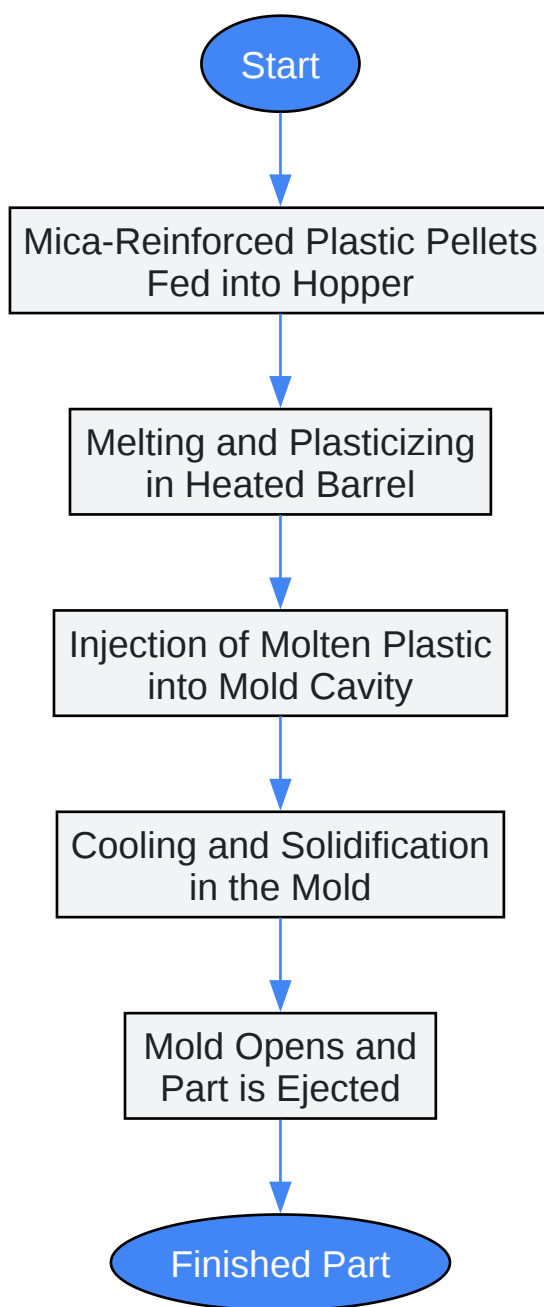 Start
Mica-Reinforced Plastic Pellets
Fed into Hopper
Melting and Plasticizing
in Heated Barrel
Injection of Molten Plastic
into Mold Cavity
Cooling and Solidification
in the Mold
Mold Opens and
Part is Ejected
Finished Part